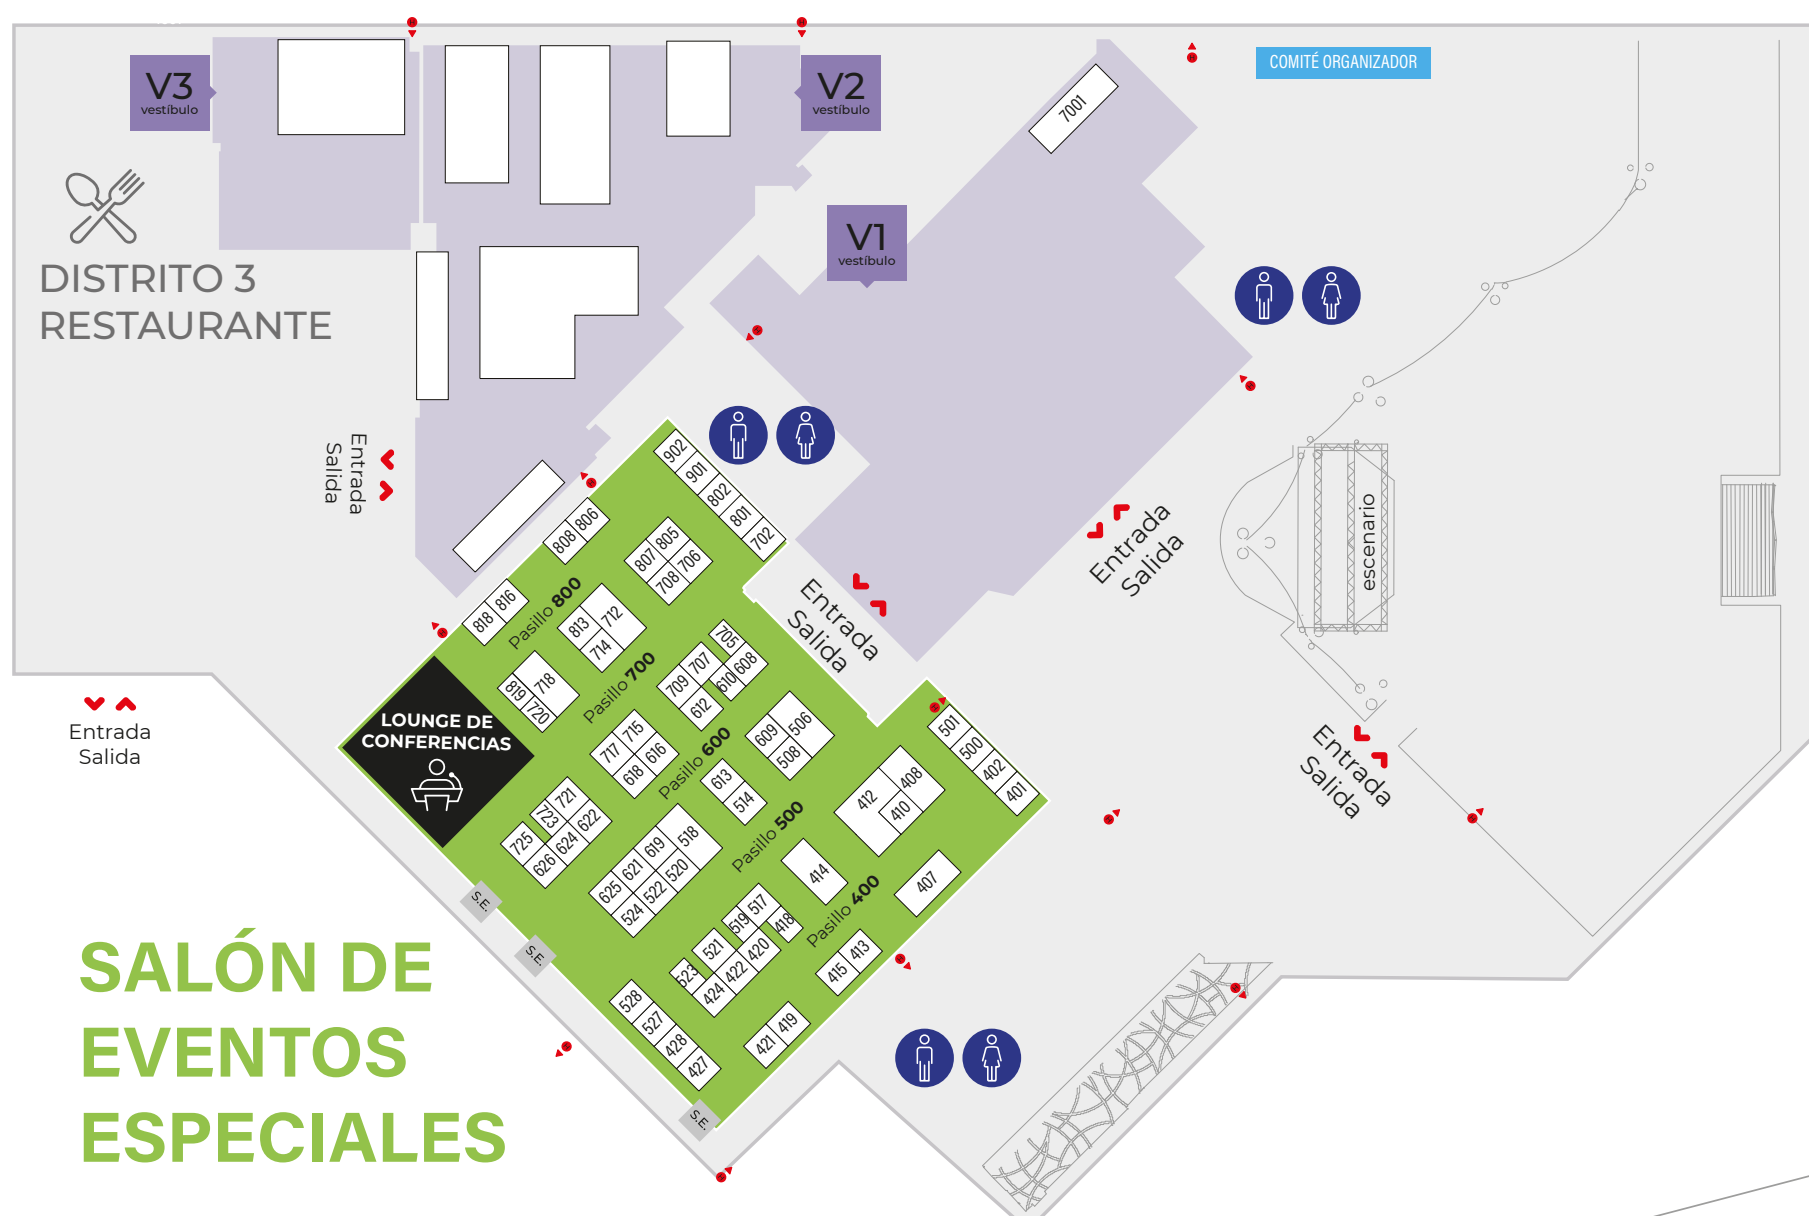 V3
vestíbulo
V2
vestíbulo
COMITÉ ORGANIZADOR
7001
V1
vestíbulo
DISTRITO 3
RESTAURANTE
Entrada
Salida
902
901
802
801
702
806
808
805
807
706
708
816
818
Pasillo 800
712
813
714
Entrada
Salida
Entrada
Salida
escenario
Pasillo 700
705
707
709
608
610
612
718
819
720
LOUNGE DE
CONFERENCIAS
Entrada
Salida
715
717
616
618
Pasillo 600
506
609
508
501
500
402
401
Entrada
Salida
613
514
408
412
410
721
723
725
622
624
626
518
619
621
625
520
522
524
Pasillo 500
414
407
Pasillo 400
517
519
521
523
418
420
422
424
413
415
419
421
528
527
428
427
S.E.
S.E.
S.E.
SALÓN DE
EVENTOS
ESPECIALES